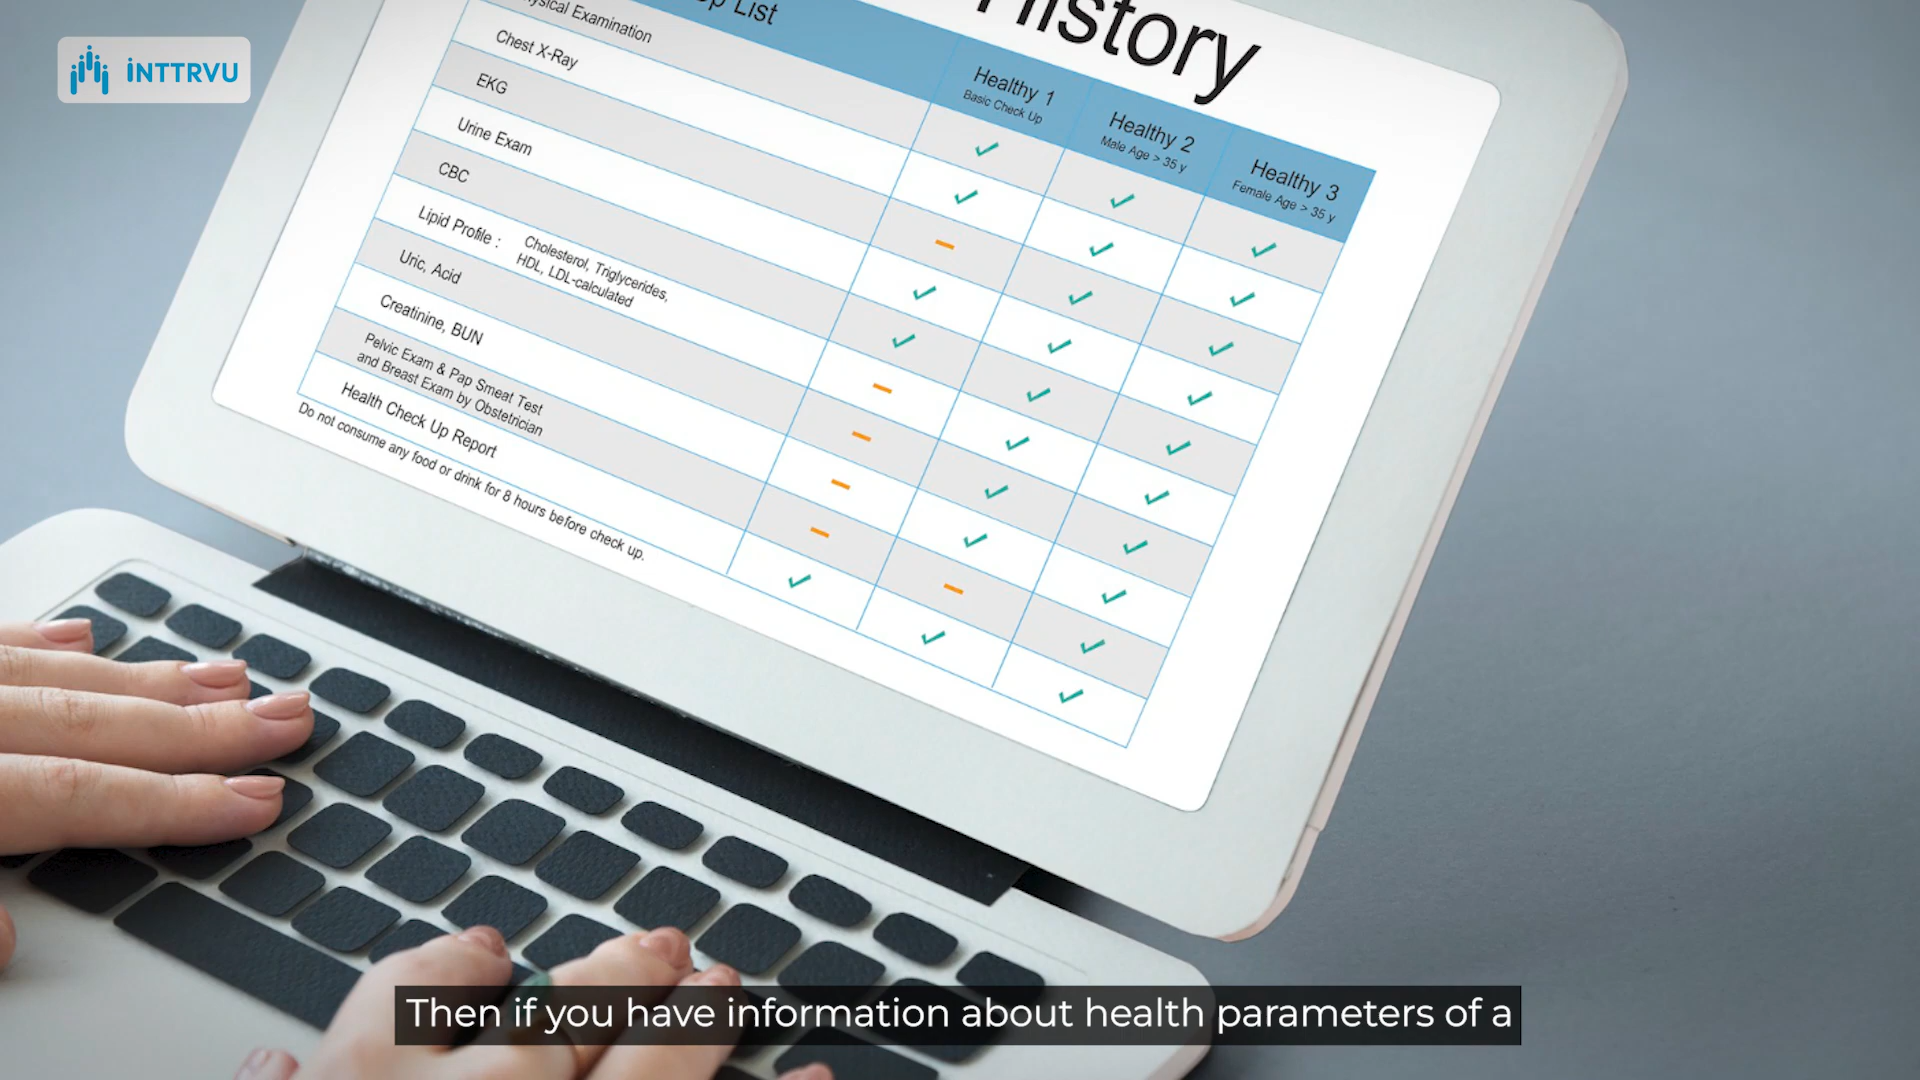 INTTRVU
History
List
Healthy 1
Basic Check Up
Healthy 2
Male Age > 35 y
Healthy 3
Female Age > 35 y
Examination
Chest X-Ray
EKG
Urine Exam
CBC
Lipid Profile : Cholesterol, Triglycerides,
HDL, LDL-calculated
Uric, Acid
Creatinine, BUN
Pelvic Exam & Pap Smeat Test
and Breast Exam by Obstetrician
Health Check Up Report
Do not consume any food or drink for 8 hours before check up.
Then if you have information about health parameters of a